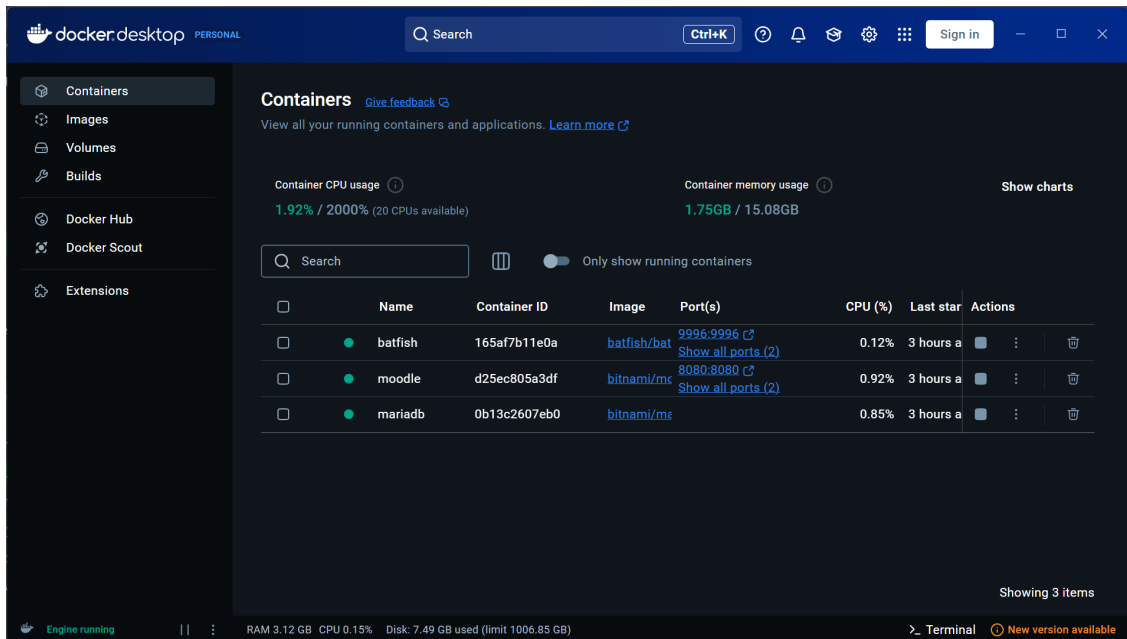 docker.desktop PERSONAL Search Ctrl+K Sign in
Containers
Images
Volumes
Builds
Docker Hub
Docker Scout
Extensions
Containers Give feedback
View all your running containers and applications. Learn more
Container CPU usage
1.92% / 2000% (20 CPUs available)
Container memory usage
1.75GB / 15.08GB
Show charts
Search Only show running containers
Name Container ID Image Port(s) CPU (%) Last star Actions
batfish 165af7b11e0a batfish/bat 9996:9996 0.12% 3 hours a
Show all ports (2)
moodle d25ec805a3df bitnami/mo 8080:8080 0.92% 3 hours a
Show all ports (2)
mariadb 0b13c2607eb0 bitnami/ma 0.85% 3 hours a
Showing 3 items
Engine running RAM 3.12 GB CPU 0.15% Disk: 7.49 GB used (limit 1006.85 GB) >_ Terminal New version available